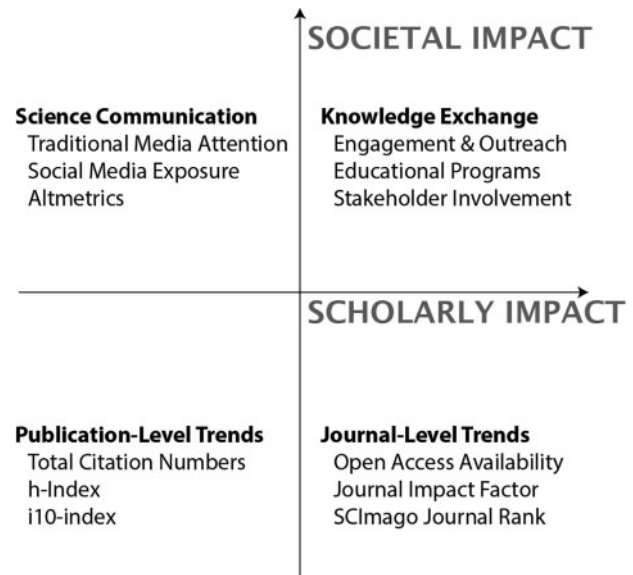 SOCIETAL IMPACT
Science Communication
Traditional Media Attention
Social Media Exposure
Altmetrics
Knowledge Exchange
Engagement & Outreach
Educational Programs
Stakeholder Involvement
SCHOLARLY IMPACT
Publication-Level Trends
Total Citation Numbers
h-Index
i10-index
Journal-Level Trends
Open Access Availability
Journal Impact Factor
SCImago Journal Rank